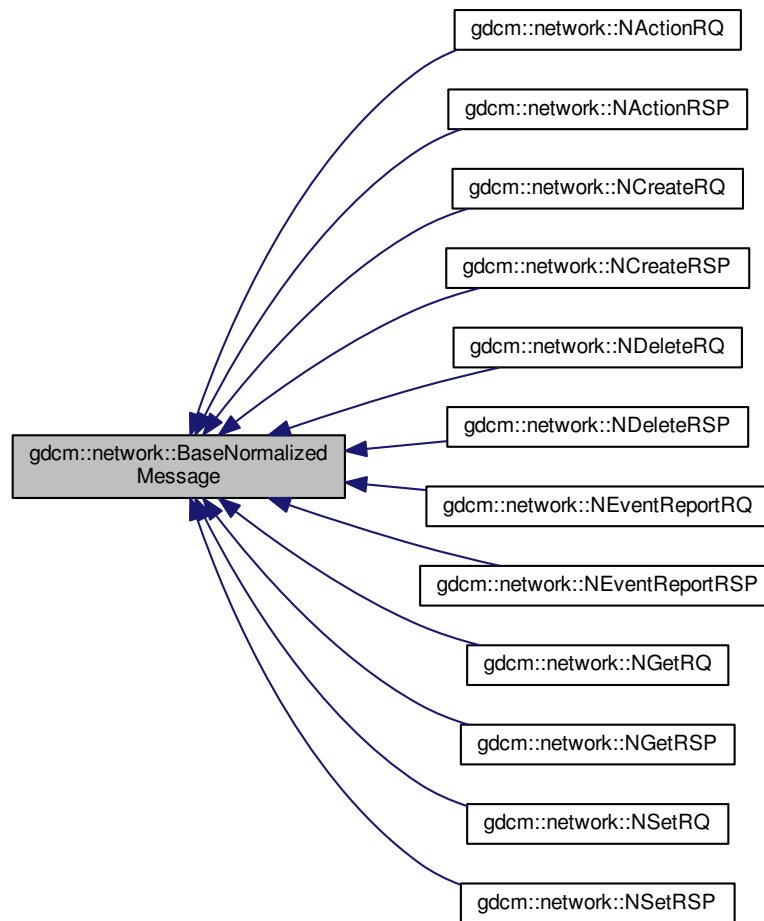 gdcm::network::NActionRQ
gdcm::network::NActionRSP
gdcm::network::NCreateRQ
gdcm::network::NCreateRSP
gdcm::network::NDeleteRQ
gdcm::network::NDeleteRSP
gdcm::network::BaseNormalized
Message
gdcm::network::NEventReportRQ
gdcm::network::NEventReportRSP
gdcm::network::NGetRQ
gdcm::network::NGetRSP
gdcm::network::NSetRQ
gdcm::network::NSetRSP